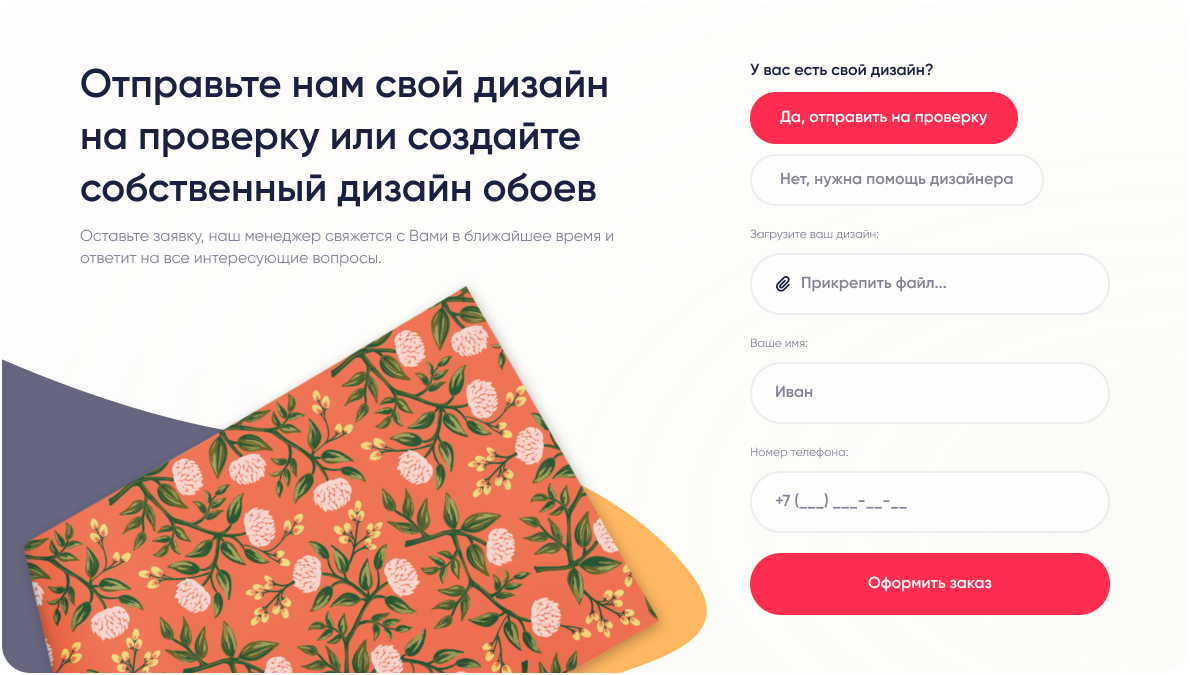 Отправьте нам свой дизайн
на проверку или создайте
собственный дизайн обоев
Оставьте заявку, наш менеджер свяжется с Вами в ближайшее время и
ответит на все интересующие вопросы.
У вас есть свой дизайн?
Да, отправить на проверку
Нет, нужна помощь дизайнера
Загрузите ваш дизайн:
Прикрепить файл...
Ваше имя:
Иван
Номер телефона:
+7 (___) ___-__-__
Оформить заказ